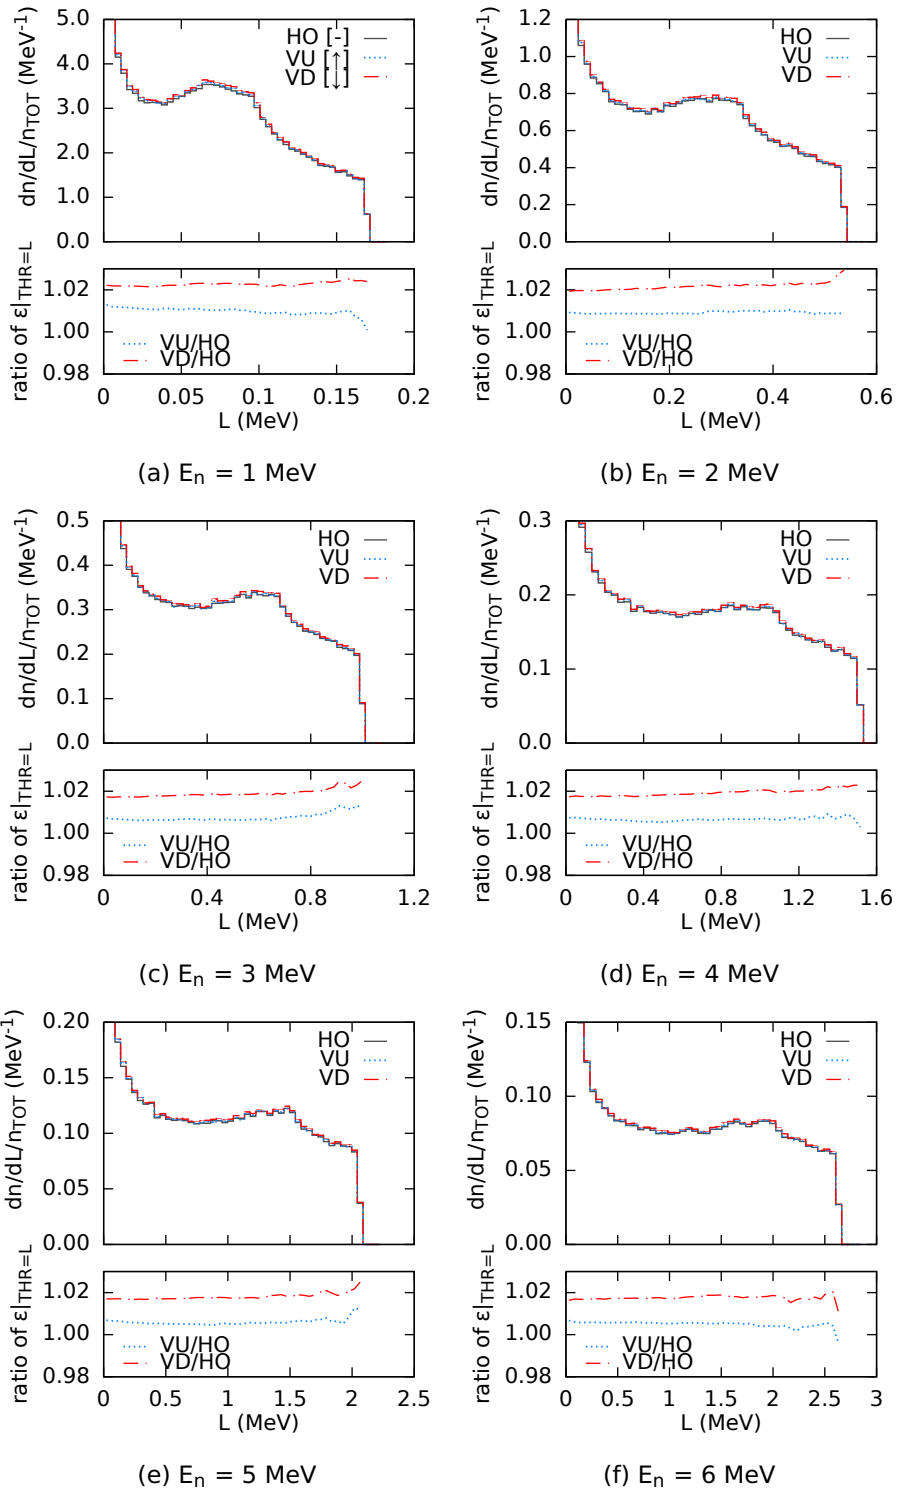 dn/dL/nTOT (MeV-1)
5.0
4.0
3.0
2.0
1.0
0.0
HO [-]
VU [↑]
VD [↓]
ratio of ε|THR=L
1.02
1.00
0.98
VU/HO
VD/HO
0 0.05 0.1 0.15 0.2
L (MeV)
(a) En = 1 MeV
dn/dL/nTOT (MeV-1)
1.2
1.0
0.8
0.6
0.4
0.2
0.0
HO
VU
VD
ratio of ε|THR=L
1.02
1.00
0.98
VU/HO
VD/HO
0 0.2 0.4 0.6
L (MeV)
(b) En = 2 MeV
dn/dL/nTOT (MeV-1)
0.5
0.4
0.3
0.2
0.1
0.0
HO
VU
VD
ratio of ε|THR=L
1.02
1.00
0.98
VU/HO
VD/HO
0 0.4 0.8 1.2
L (MeV)
(c) En = 3 MeV
dn/dL/nTOT (MeV-1)
0.3
0.2
0.1
0.0
HO
VU
VD
ratio of ε|THR=L
1.02
1.00
0.98
VU/HO
VD/HO
0 0.4 0.8 1.2 1.6
L (MeV)
(d) En = 4 MeV
dn/dL/nTOT (MeV-1)
0.20
0.15
0.10
0.05
0.00
HO
VU
VD
ratio of ε|THR=L
1.02
1.00
0.98
VU/HO
VD/HO
0 0.5 1 1.5 2 2.5
L (MeV)
(e) En = 5 MeV
dn/dL/nTOT (MeV-1)
0.15
0.10
0.05
0.00
HO
VU
VD
ratio of ε|THR=L
1.02
1.00
0.98
VU/HO
VD/HO
0 0.5 1 1.5 2 2.5 3
L (MeV)
(f) En = 6 MeV